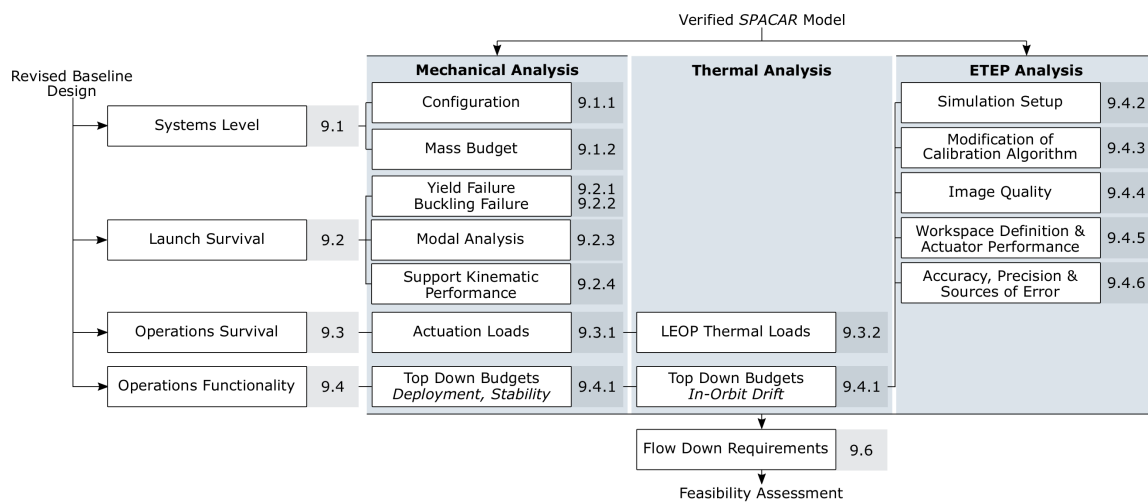 Verified SPACAR Model
Revised Baseline
Design
Mechanical Analysis
Thermal Analysis
ETEP Analysis
Systems Level
9.1
Configuration
9.1.1
Mass Budget
9.1.2
Simulation Setup
9.4.2
Modification of
Calibration Algorithm
9.4.3
Launch Survival
9.2
Yield Failure
Buckling Failure
9.2.1
9.2.2
Modal Analysis
9.2.3
Support Kinematic
Performance
9.2.4
Image Quality
9.4.4
Workspace Definition &
Actuator Performance
9.4.5
Accuracy, Precision &
Sources of Error
9.4.6
Operations Survival
9.3
Actuation Loads
9.3.1
LEOP Thermal Loads
9.3.2
Operations Functionality
9.4
Top Down Budgets
Deployment, Stability
9.4.1
Top Down Budgets
In-Orbit Drift
9.4.1
Flow Down Requirements
9.6
Feasibility Assessment